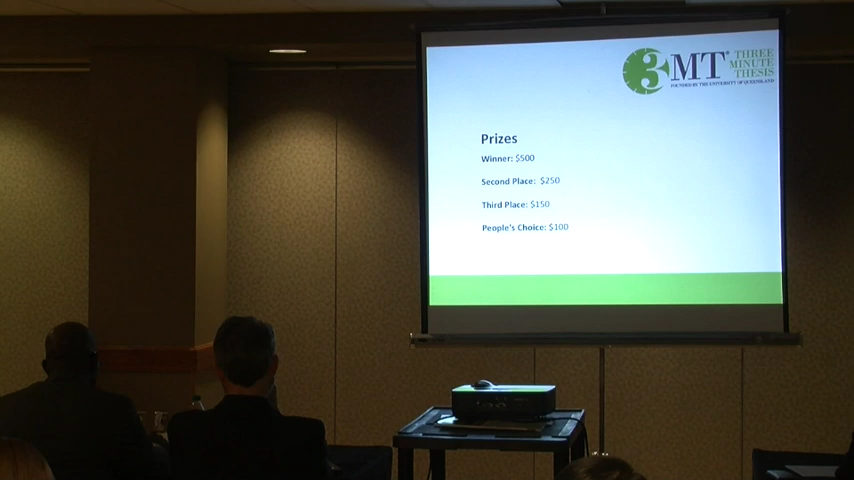 3MT® THREE
MINUTE
THESIS
FOUNDED BY THE UNIVERSITY OF QUEENSLAND
Prizes
Winner: $500
Second Place: $250
Third Place: $150
People's Choice: $100